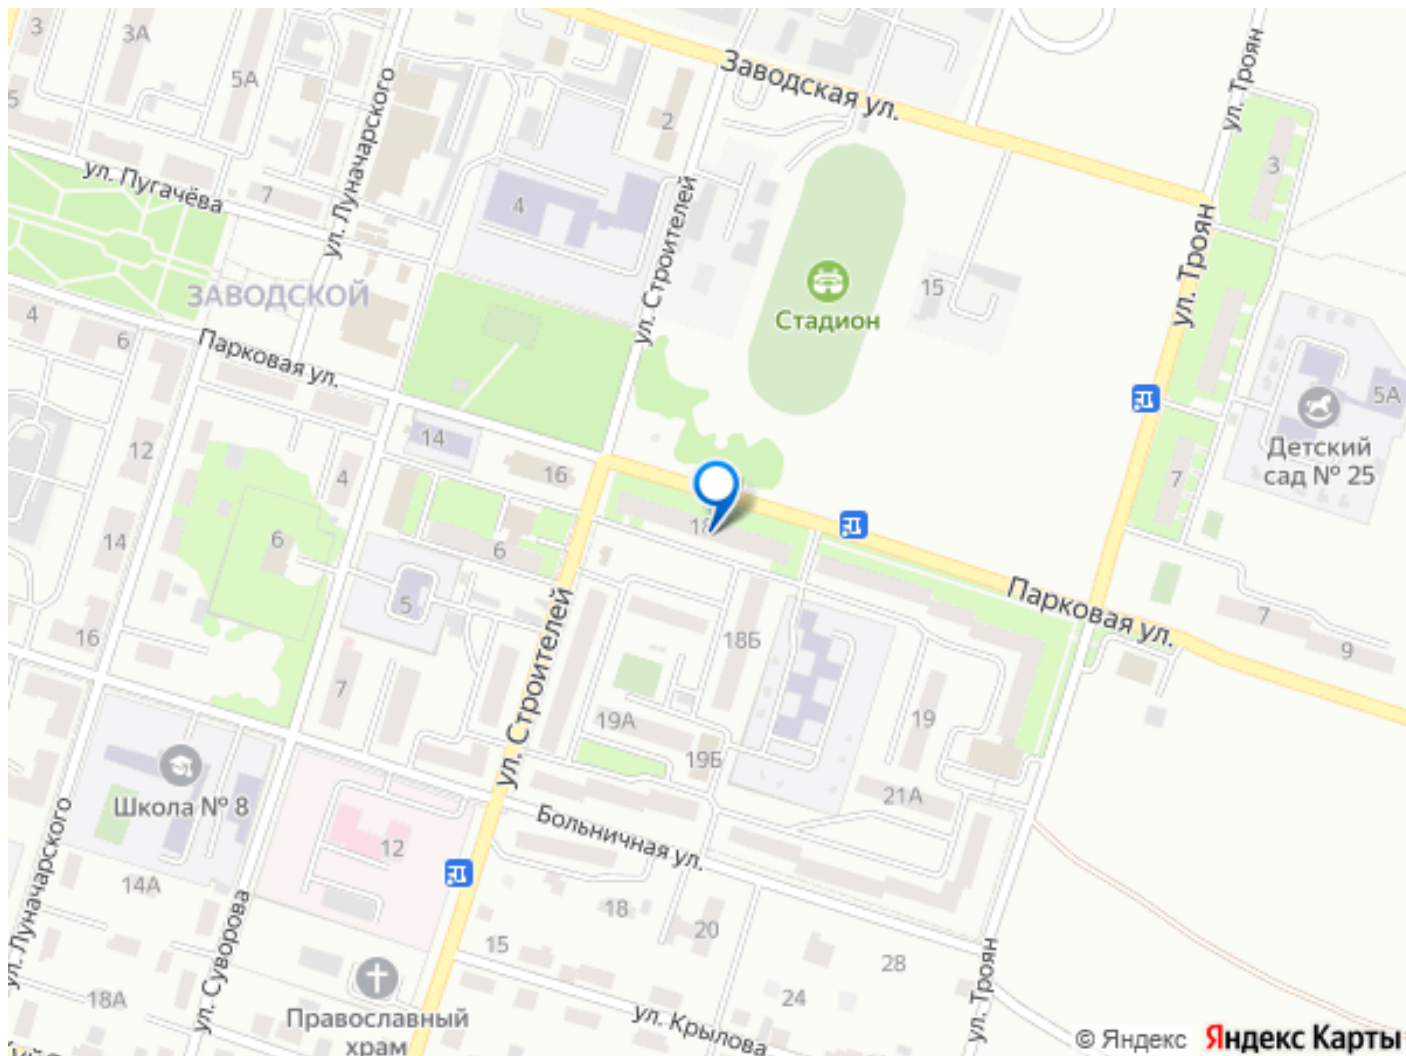 3
3А
5А
5
Заводская ул.
ул. Троян
2
3
ул. Луначарского
ул. Пугачёва
7
4
ул. Строителей
ул. Троян
15
Стадион
ЗАВОДСКОЙ
4
6
Парковая ул.
5А
Детский
сад № 25
14
12
4
16
7
18
6
6
14
5
Парковая ул.
7
9
16
18Б
ул. Строителей
7
19А
19
19Б
21А
Школа № 8
Больничная ул.
12
14А
ул. Луначарского
ул. Суворова
18
20
15
28
24
ул. Троян
18А
Православный
храм
ул. Крылова
© Яндекс Яндекс Карты